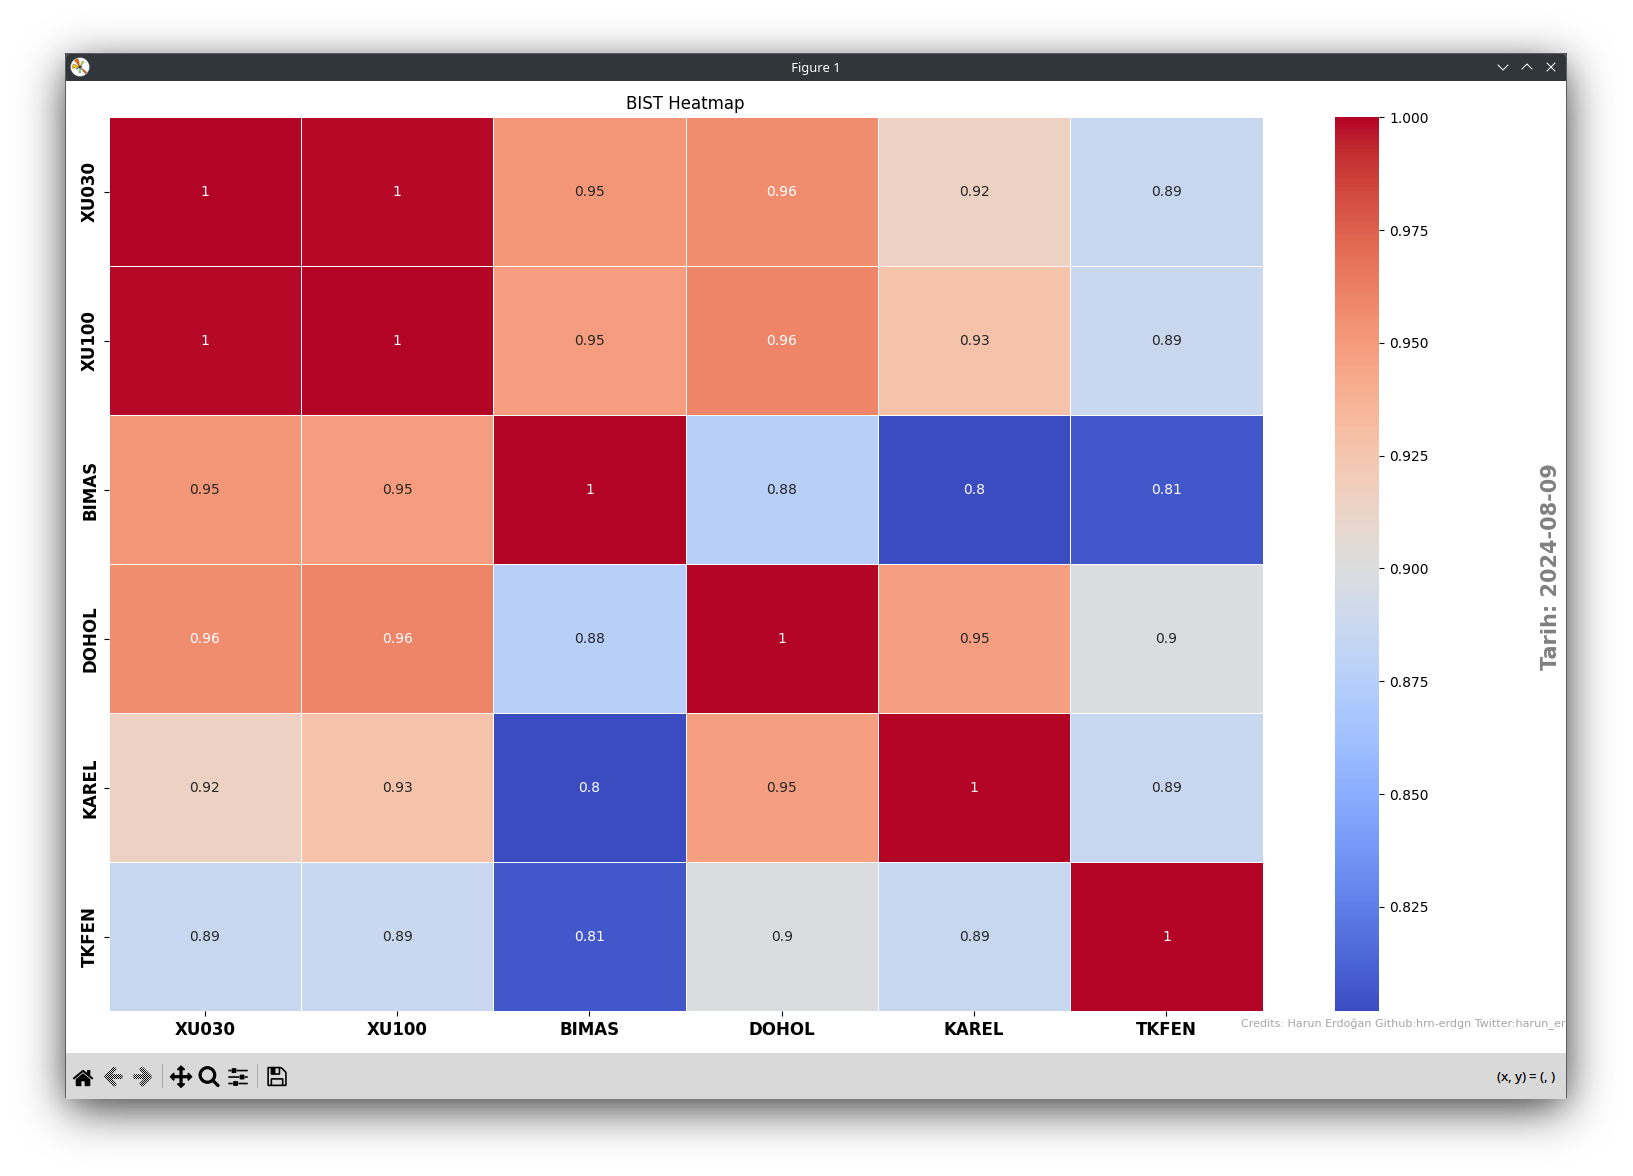 Figure 1
BIST Heatmap
XU030 1 1 0.95 0.96 0.92 0.89
XU100 1 1 0.95 0.96 0.93 0.89
BIMAS 0.95 0.95 1 0.88 0.8 0.81
DOHOL 0.96 0.96 0.88 1 0.95 0.9
KAREL 0.92 0.93 0.8 0.95 1 0.89
TKFEN 0.89 0.89 0.81 0.9 0.89 1
XU030 XU100 BIMAS DOHOL KAREL TKFEN
1.000
0.975
0.950
0.925
0.900
0.875
0.850
0.825
Tarih: 2024-08-09
Credits: Harun Erdoğan Github:hrn-erdgn Twitter:harun_er
(x, y) = (, )